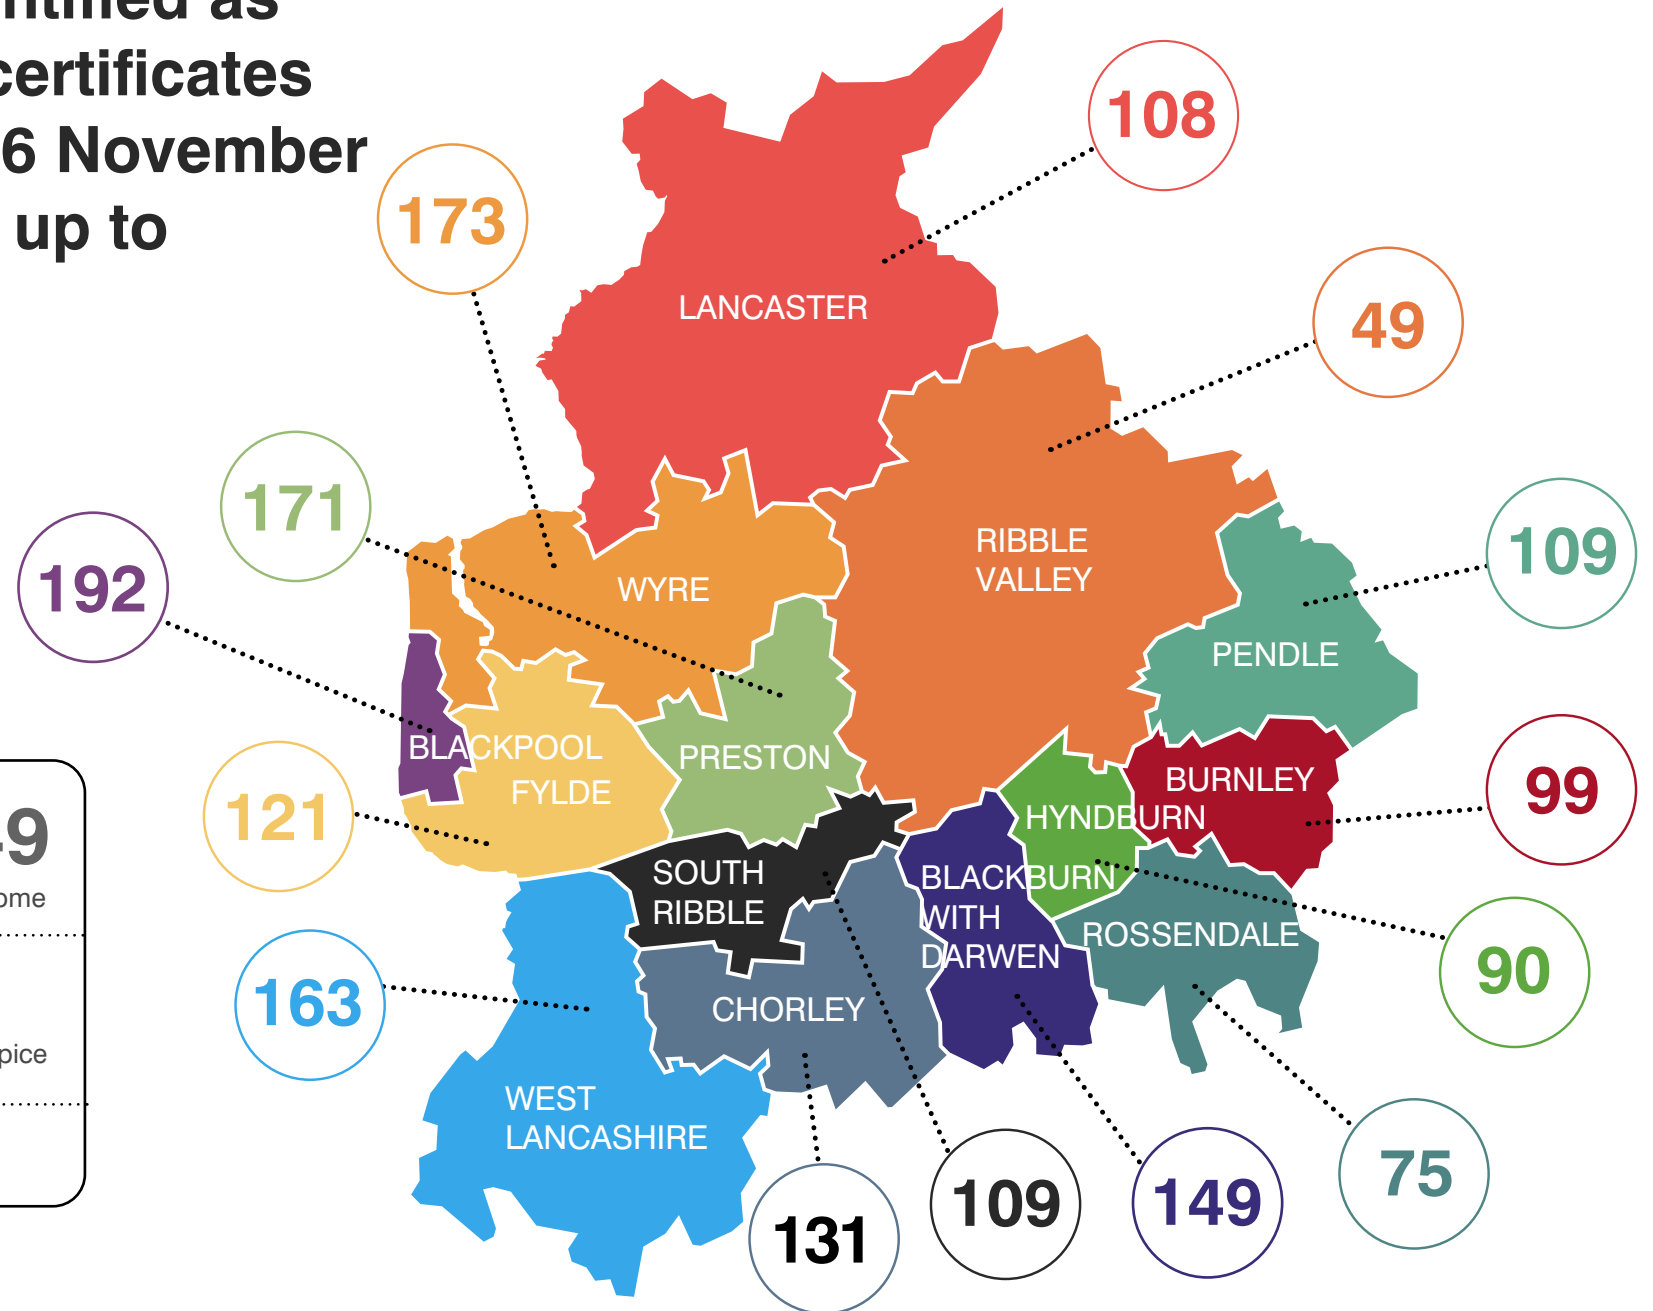 certificates
6 November
up to
108
173
49
LANCASTER
171
109
RIBBLE
VALLEY
192
WYRE
PENDLE
BLACKPOOL
PRESTON
FYLDE
BURNLEY
99
121
HYNDBURN
SOUTH
RIBBLE
BLACKBURN
WITH
DARWEN
ROSSENDALE
90
163
CHORLEY
WEST
LANCASHIRE
75
131
109
149